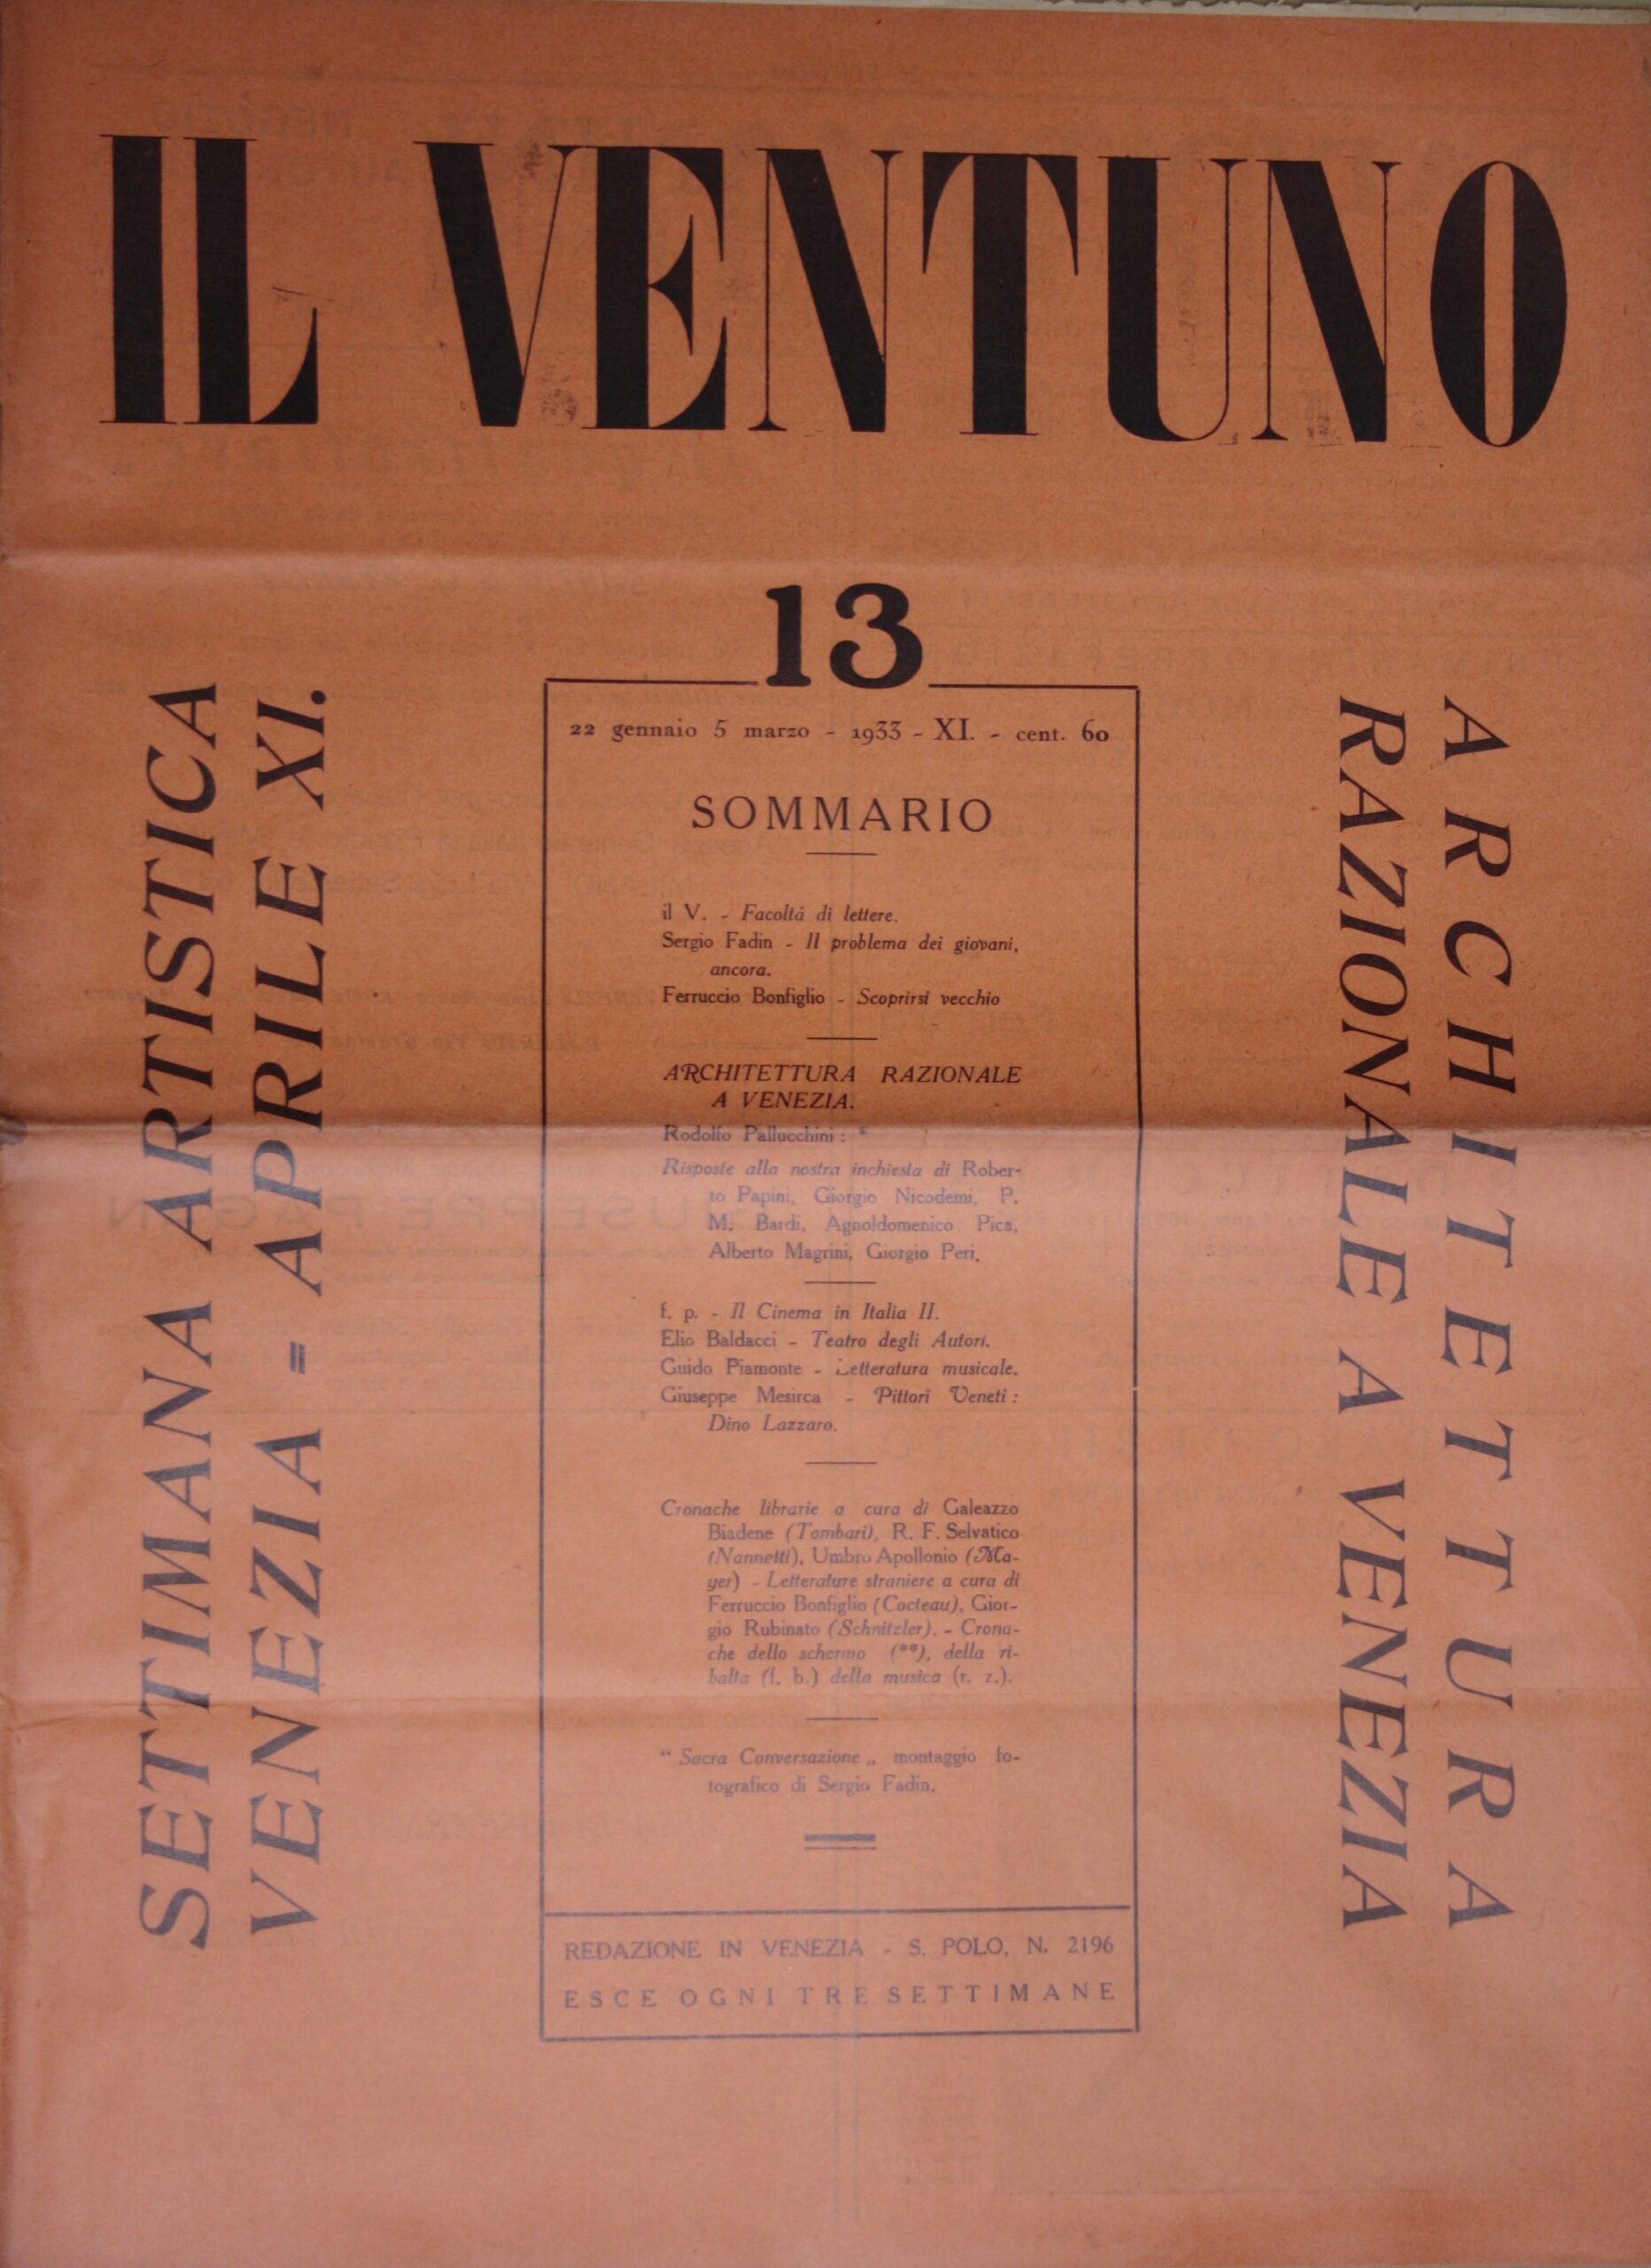 IL VENTUNO
13
22 gennaio 5 marzo - 1933 - XI. - cent. 60
SOMMARIO
il V. - Facoltá di lettere.
Sergio Fadin - Il problema dei giovani,
ancora.
Ferruccio Bonfiglio - Scoprirsi vecchio
ARCHITETTURA RAZIONALE
A VENEZIA.
Rodolfo Pallucchini :
Risposte alla nostra inchiesta di Rober-
to Papini, Giorgio Nicodemi, P.
M. Bardi, Agnoldomenico Pica,
Alberto Magrini, Giorgio Peri.
f. p. - Il Cinema in Italia II.
Elio Baldacci - Teatro degli Autori.
Guido Piamonte - Letteratura musicale.
Giuseppe Mesirca - Pittori Veneti :
Dino Lazzaro.
Cronache librarie a cura di Galeazzo
Biadene (Tombari), R. F. Selvatico
(Nannetti), Umbro Apollonio (Ma-
yer) - Letterature straniere a cura di
Ferruccio Bonfiglio (Cocteau), Gior-
gio Rubinato (Schnitzler). - Crona-
che dello schermo (**), della ri-
balta (f. b.) della musica (r. z.).
“ Sacra Conversazione „ montaggio fo-
tografico di Sergio Fadin.
REDAZIONE IN VENEZIA - S. POLO, N. 2196
ESCE OGNI TRE SETTIMANE
SETTIMANA ARTISTICA
VENEZIA - APRILE XI.
ARCHITETTURA
RAZIONALE A VENEZIA